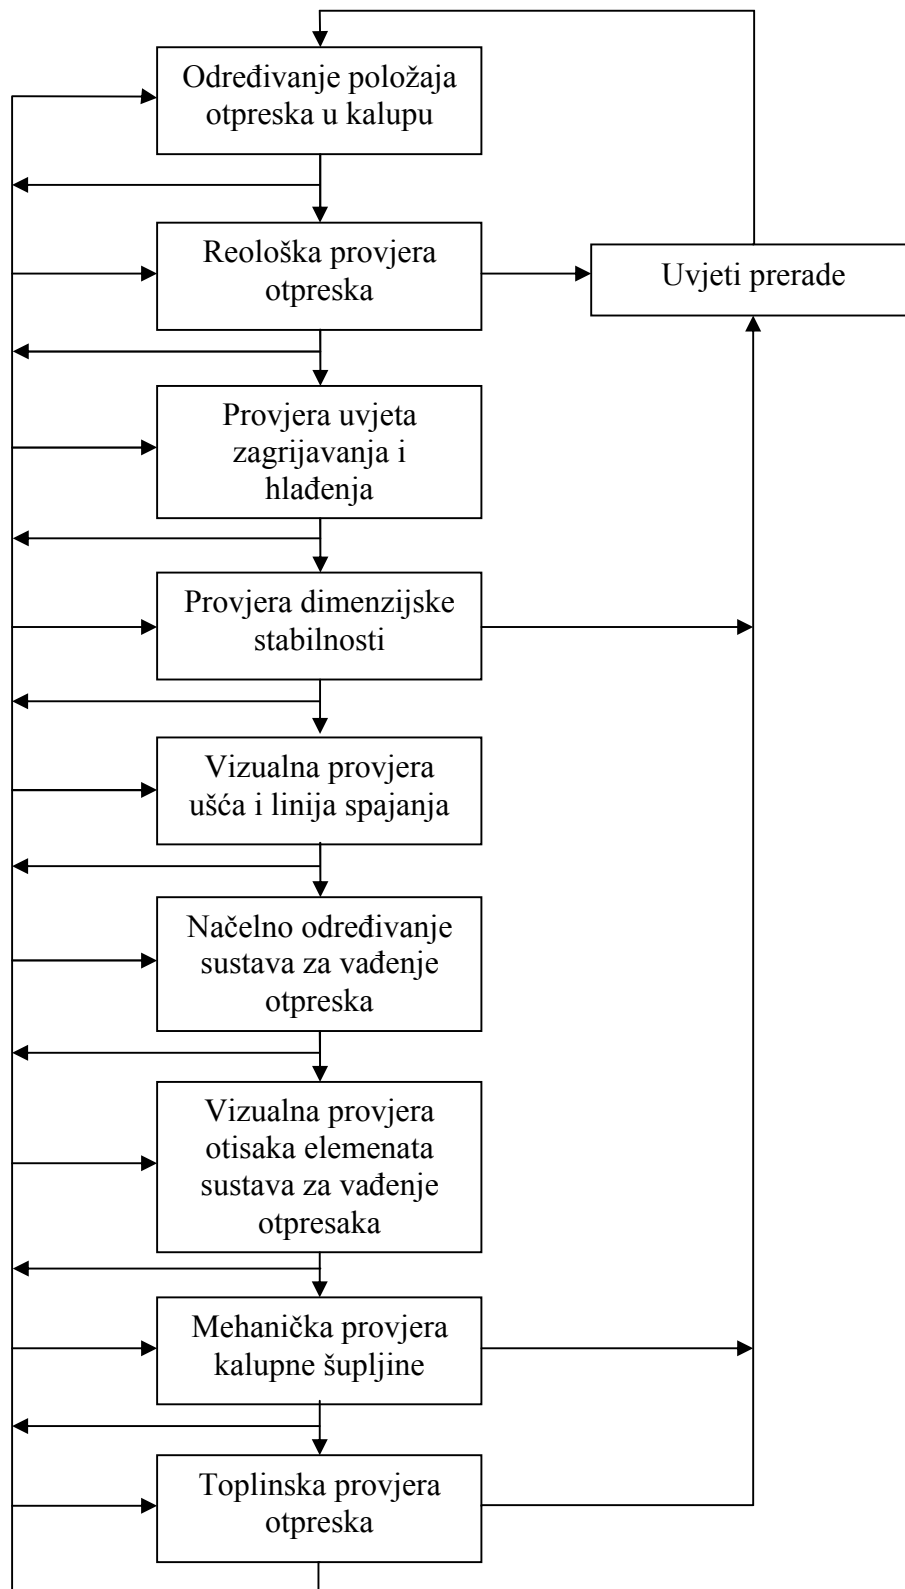 Određivanje položaja
otpreska u kalupu
Reološka provjera
otpreska
Uvjeti prerade
Provjera uvjeta
zagrijavanja i
hlađenja
Provjera dimenzijske
stabilnosti
Vizualna provjera
ušća i linija spajanja
Načelno određivanje
sustava za vađenje
otpreska
Vizualna provjera
otisaka elemenata
sustava za vađenje
otpresaka
Mehanička provjera
kalupne šupljine
Toplinska provjera
otpreska